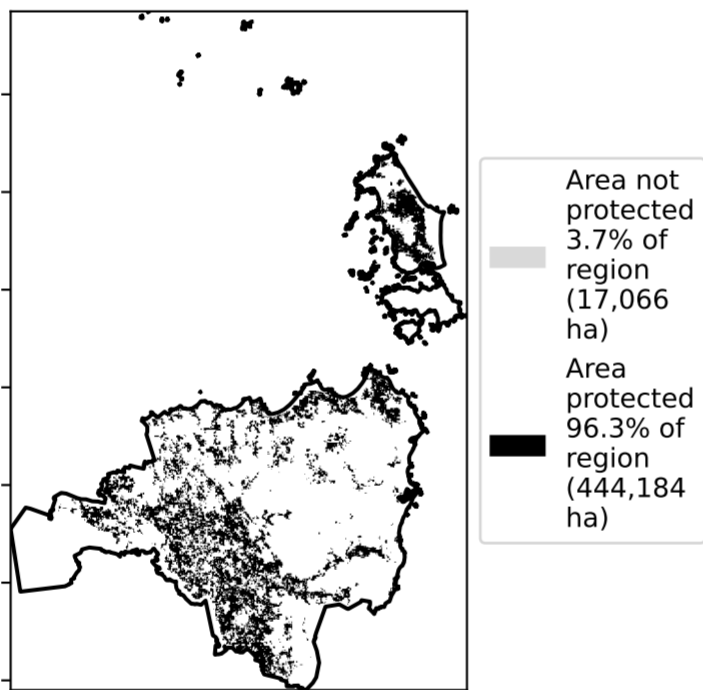 Area not
protected
3.7% of
region
(17,066
ha)
Area
protected
96.3% of
region
(444,184
ha)